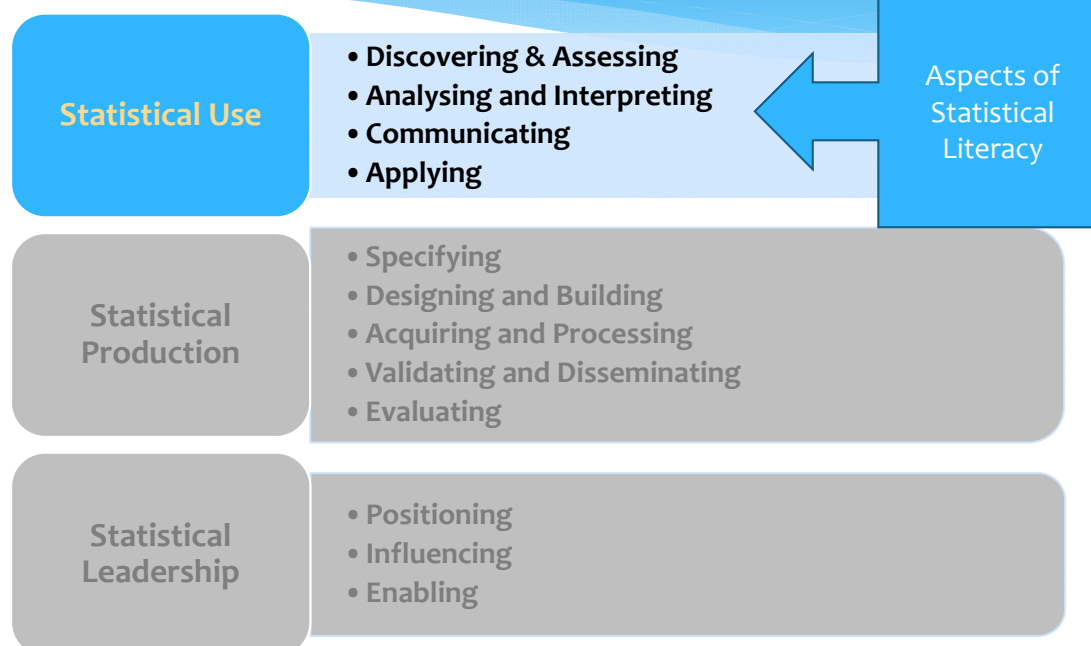 Statistical Use
• Discovering & Assessing
• Analysing and Interpreting
• Communicating
• Applying
Aspects of
Statistical
Literacy
Statistical
Production
• Specifying
• Designing and Building
• Acquiring and Processing
• Validating and Disseminating
• Evaluating
Statistical
Leadership
• Positioning
• Influencing
• Enabling